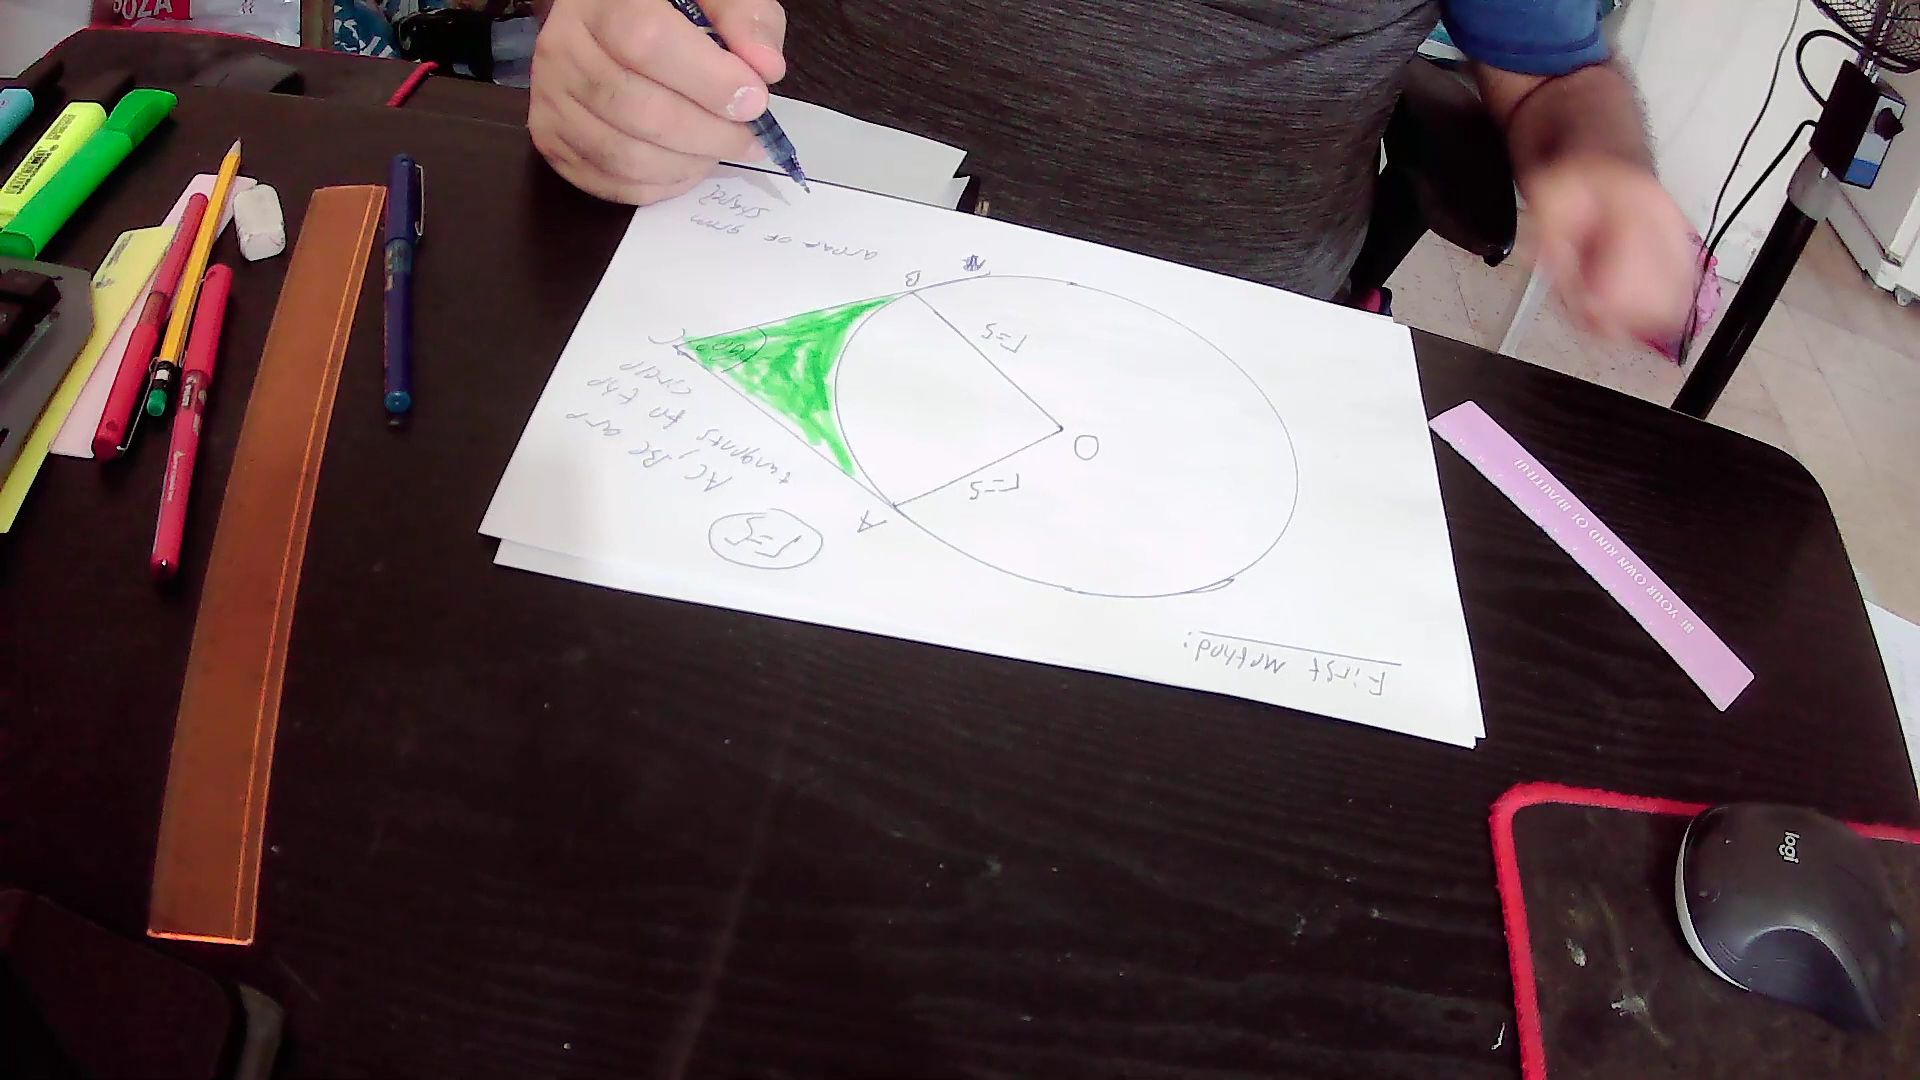 First method:
r=5
AC, BC are
tangents to the
circle
A
r=5
O
r=5
B
C
60°
area of green
shape?
BE YOUR OWN KIND OF BEAUTIFUL
logi